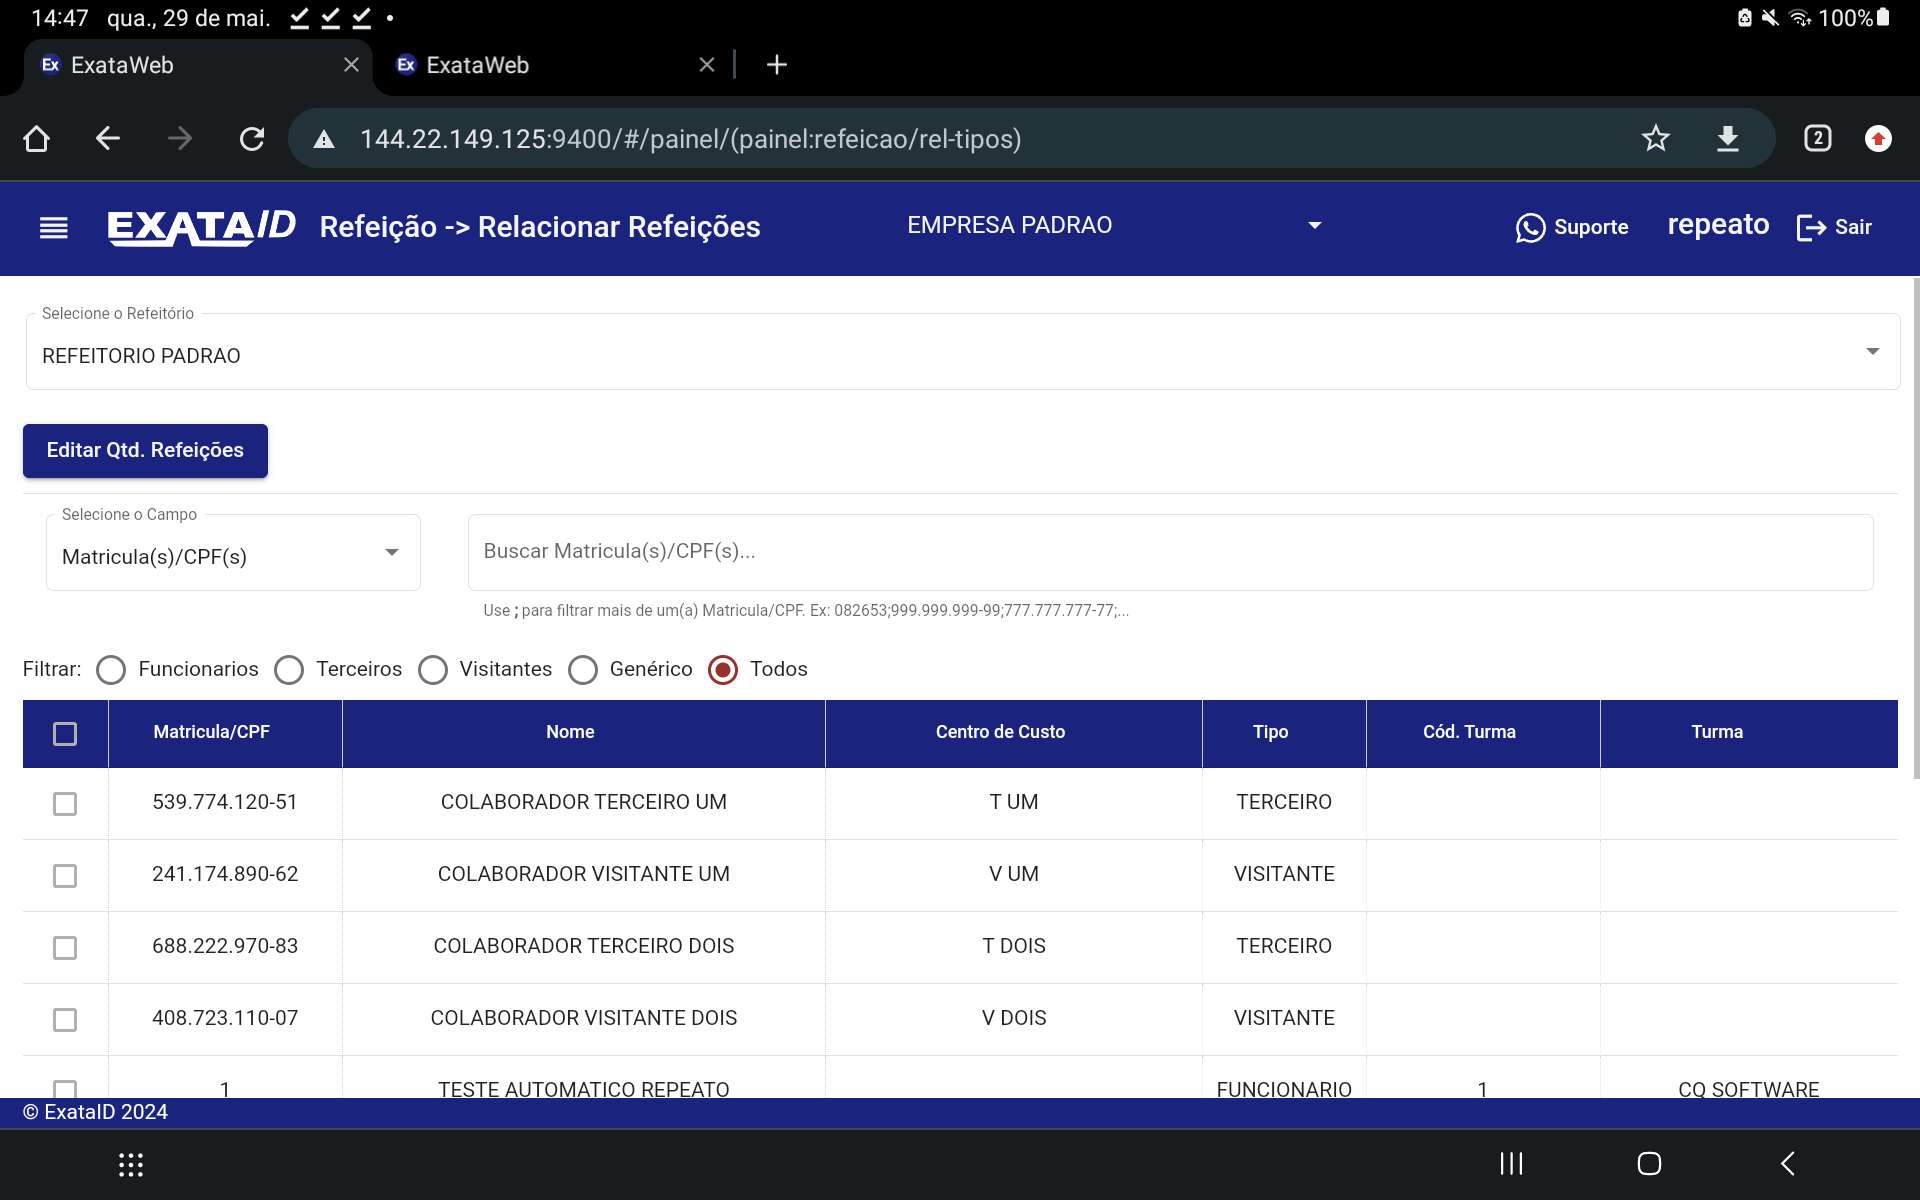 14:47 qua., 29 de mai. 100%
Ex ExataWeb Ex ExataWeb
144.22.149.125:9400/#/painel/(painel:refeicao/rel-tipos) 2
EXATAID Refeição -> Relacionar Refeições EMPRESA PADRAO Suporte repeato Sair
Selecione o Refeitório
REFEITORIO PADRAO
Editar Qtd. Refeições
Selecione o Campo
Matricula(s)/CPF(s) Buscar Matricula(s)/CPF(s)...
Use ; para filtrar mais de um(a) Matricula/CPF. Ex: 082653;999.999.999-99;777.777.777-77;...
Filtrar: Funcionarios Terceiros Visitantes Genérico Todos
Matricula/CPF Nome Centro de Custo Tipo Cód. Turma Turma
539.774.120-51 COLABORADOR TERCEIRO UM T UM TERCEIRO
241.174.890-62 COLABORADOR VISITANTE UM V UM VISITANTE
688.222.970-83 COLABORADOR TERCEIRO DOIS T DOIS TERCEIRO
408.723.110-07 COLABORADOR VISITANTE DOIS V DOIS VISITANTE
1 TESTE AUTOMATICO REPEATO FUNCIONARIO 1 CQ SOFTWARE
© ExataID 2024